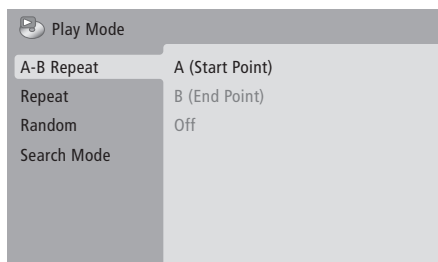 Play Mode
A-B Repeat
Repeat
Random
Search Mode
A (Start Point)
B (End Point)
Off